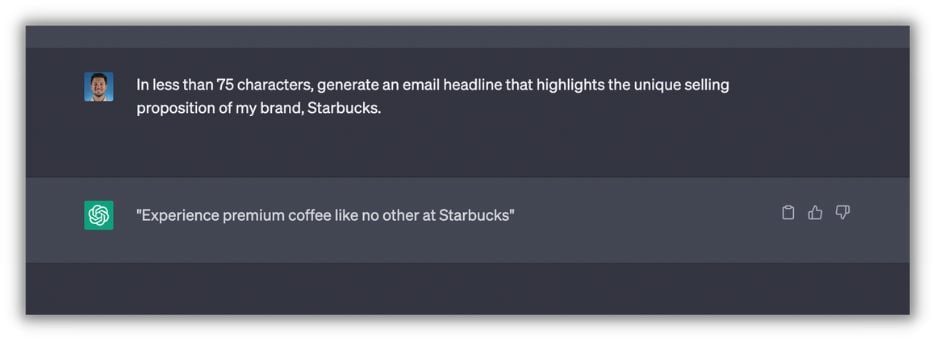 In less than 75 characters, generate an email headline that highlights the unique selling
proposition of my brand, Starbucks.
"Experience premium coffee like no other at Starbucks"